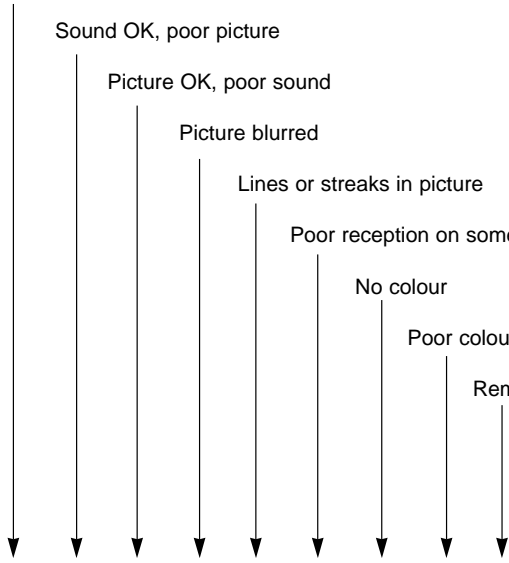 Sound OK, poor picture
Picture OK, poor sound
Picture blurred
Lines or streaks in picture
Poor reception on some
No colour
Poor colou
Rem